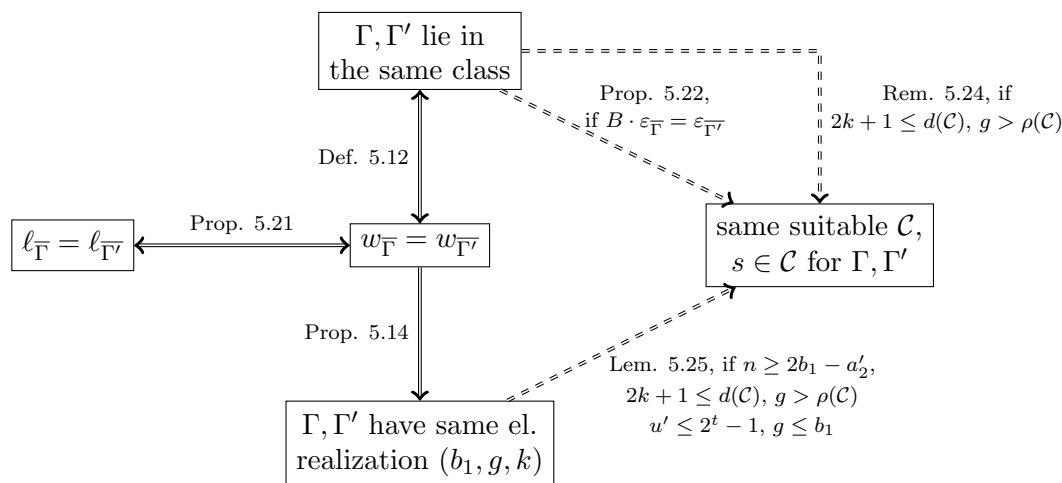 Γ, Γ′ lie in
the same class
Prop. 5.22,
if B · ε_Γ̅ = ε_Γ̅′
Rem. 5.24, if
2k + 1 ≤ d(𝒞), g > ρ(𝒞)
Def. 5.12
Prop. 5.21
ℓ_Γ̅ = ℓ_Γ̅′
w_Γ̅ = w_Γ̅′
same suitable 𝒞,
s ∈ 𝒞 for Γ, Γ′
Prop. 5.14
Lem. 5.25, if n ≥ 2b₁ − a′₂,
2k + 1 ≤ d(𝒞), g > ρ(𝒞)
u′ ≤ 2ᵗ − 1, g ≤ b₁
Γ, Γ′ have same el.
realization (b₁, g, k)